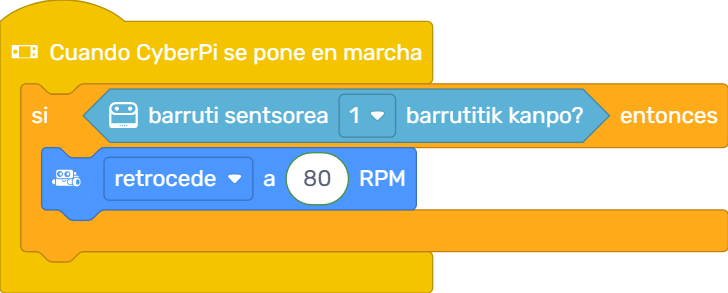 Cuando CyberPi se pone en marcha
si barruti sentsorea 1 barrutitik kanpo? entonces
retrocede a 80 RPM